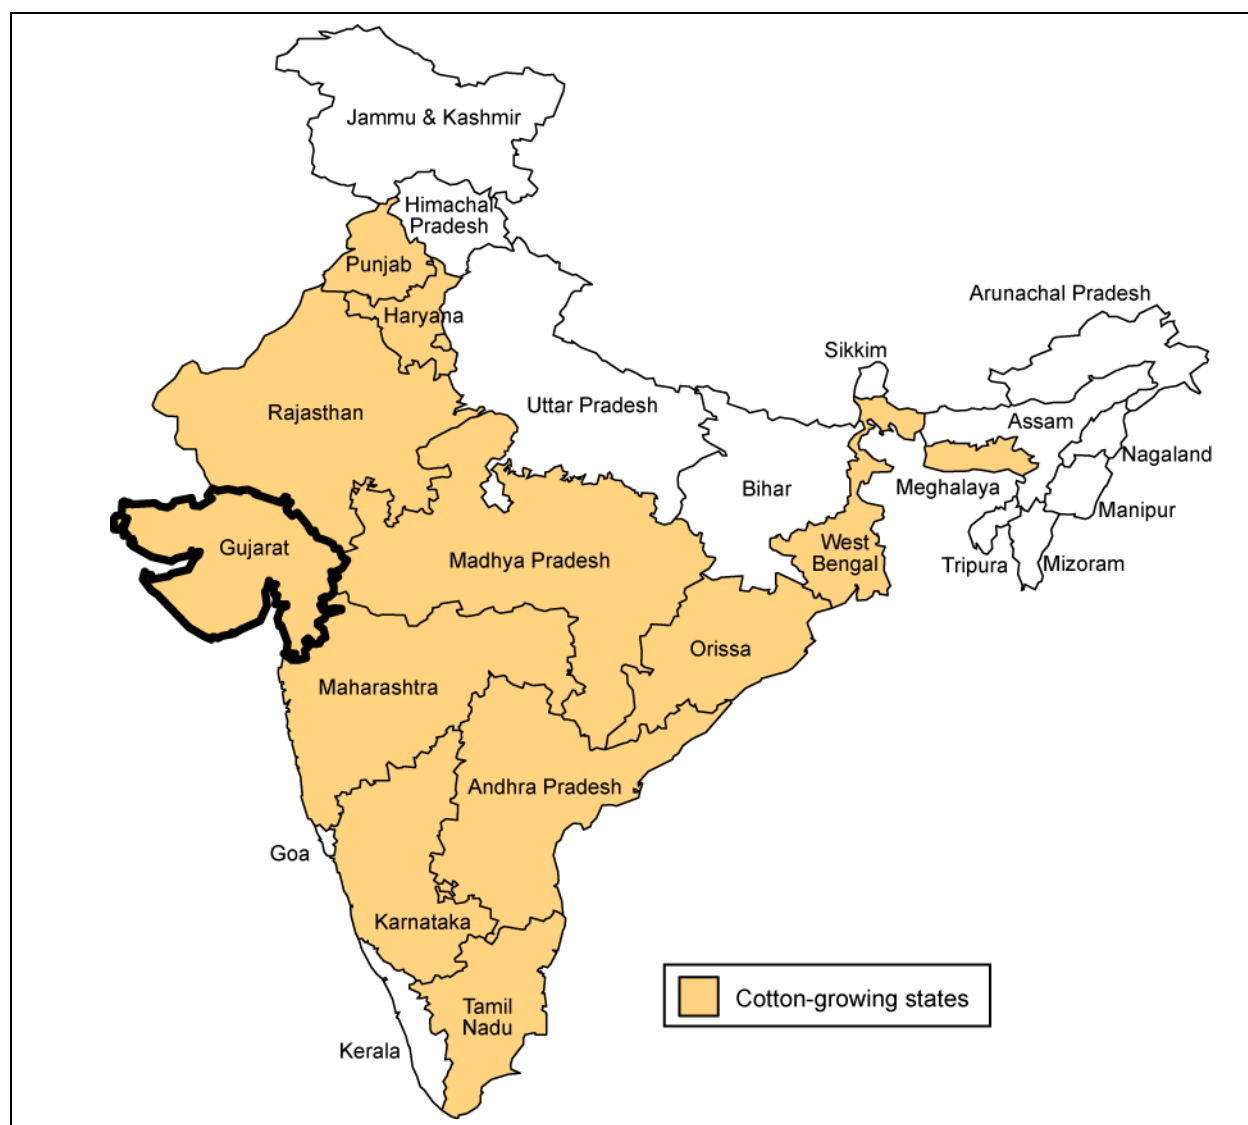 Jammu & Kashmir
Himachal
Pradesh
Punjab
Haryana
Arunachal Pradesh
Sikkim
Rajasthan
Uttar Pradesh
Assam
Nagaland
Bihar
Meghalaya
Manipur
Gujarat
Madhya Pradesh
West
Bengal
Tripura
Mizoram
Orissa
Maharashtra
Andhra Pradesh
Goa
Karnataka
Cotton-growing states
Tamil
Nadu
Kerala